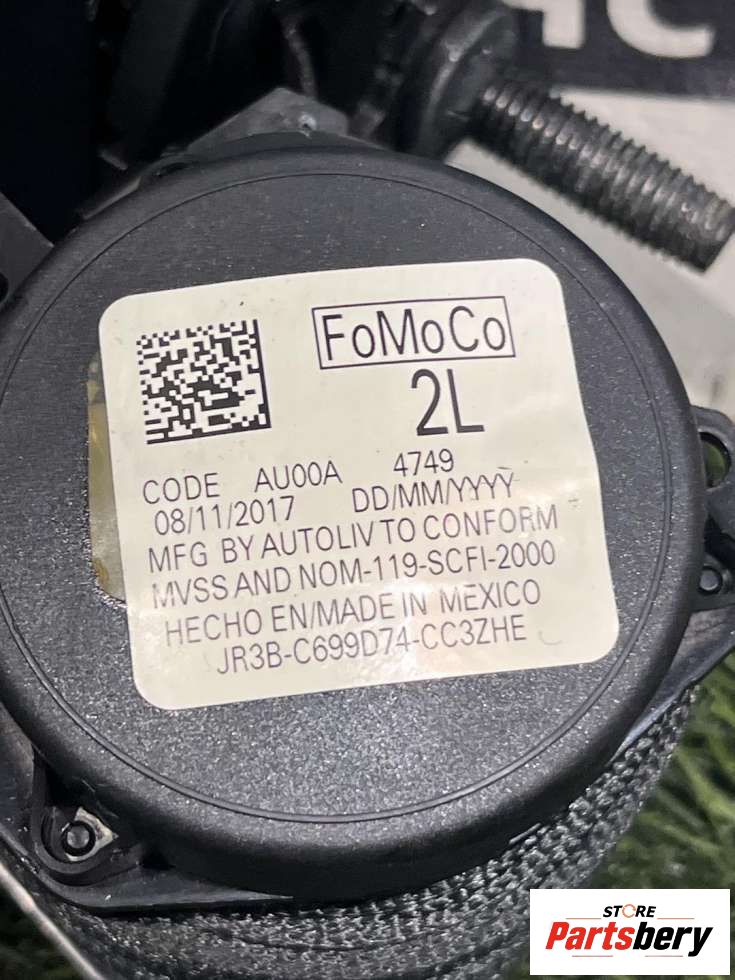 FoMoCo
2L
CODE AU00A 4749
08/11/2017 DD/MM/YYYY
MFG BY AUTOLIV TO CONFORM
MVSS AND NOM-119-SCFI-2000
HECHO EN/MADE IN MEXICO
JR3B-C699D74-CC3ZHE
STORE
Partsbery